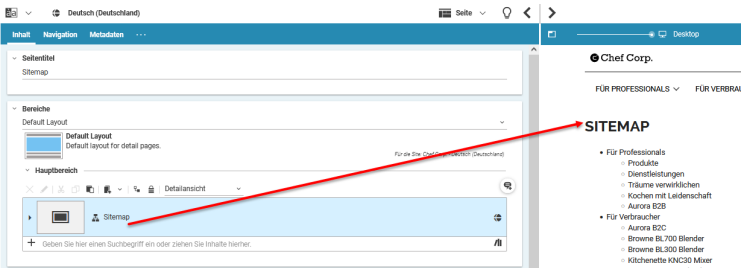 Deutsch (Deutschland)
Seite
Inhalt Navigation Metadaten ...
Desktop
Seitentitel
Sitemap
Chef Corp.
FÜR PROFESSIONALS FÜR VERBRAU
Bereiche
Default Layout
Default Layout
Default layout for detail pages.
Für die Site: Chef Corp. - Deutsch (Deutschland)
Hauptbereich
Detailansicht
Sitemap
Geben Sie hier einen Suchbegriff ein oder ziehen Sie Inhalte hierher.
SITEMAP
Für Professionals
Produkte
Dienstleistungen
Träume verwirklichen
Kochen mit Leidenschaft
Aurora B2B
Für Verbraucher
Aurora B2C
Browne BL700 Blender
Browne BL300 Blender
Kitchenette KNC30 Mixer